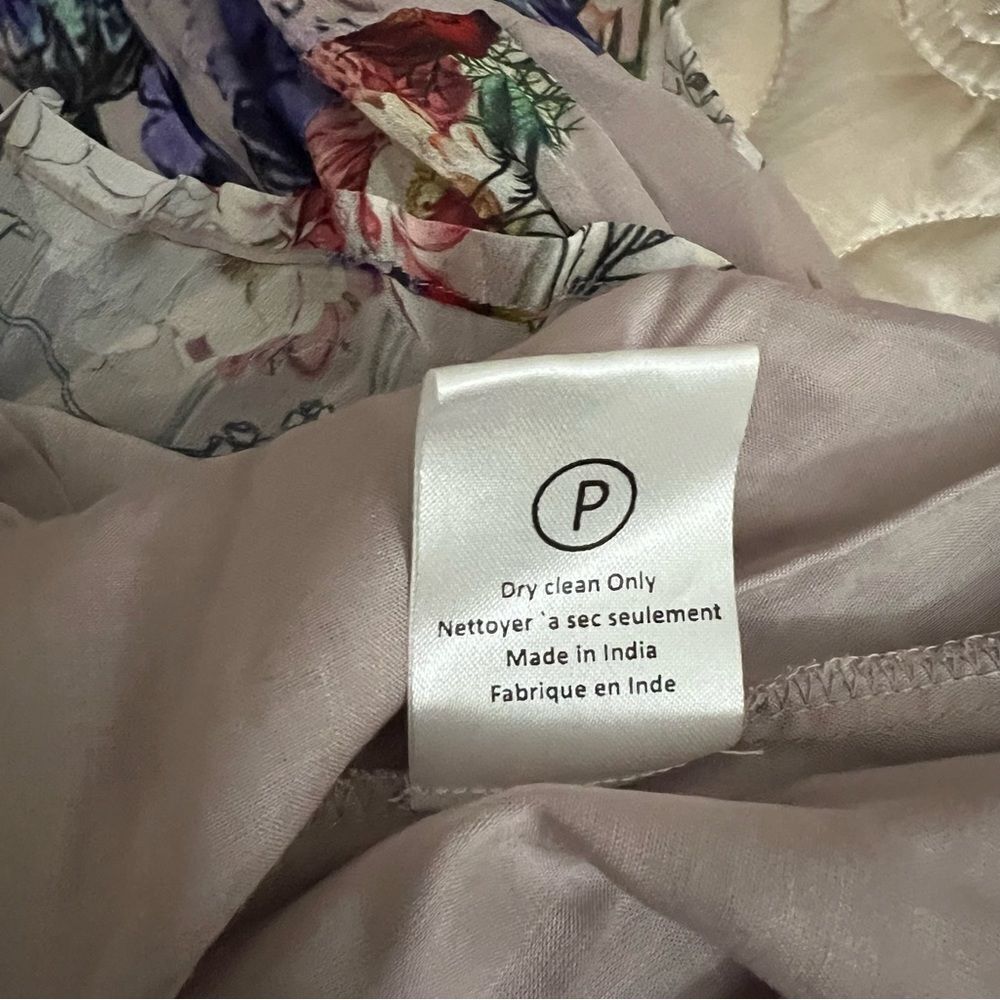 P
Dry clean Only
Nettoyer `a sec seulement
Made in India
Fabrique en Inde